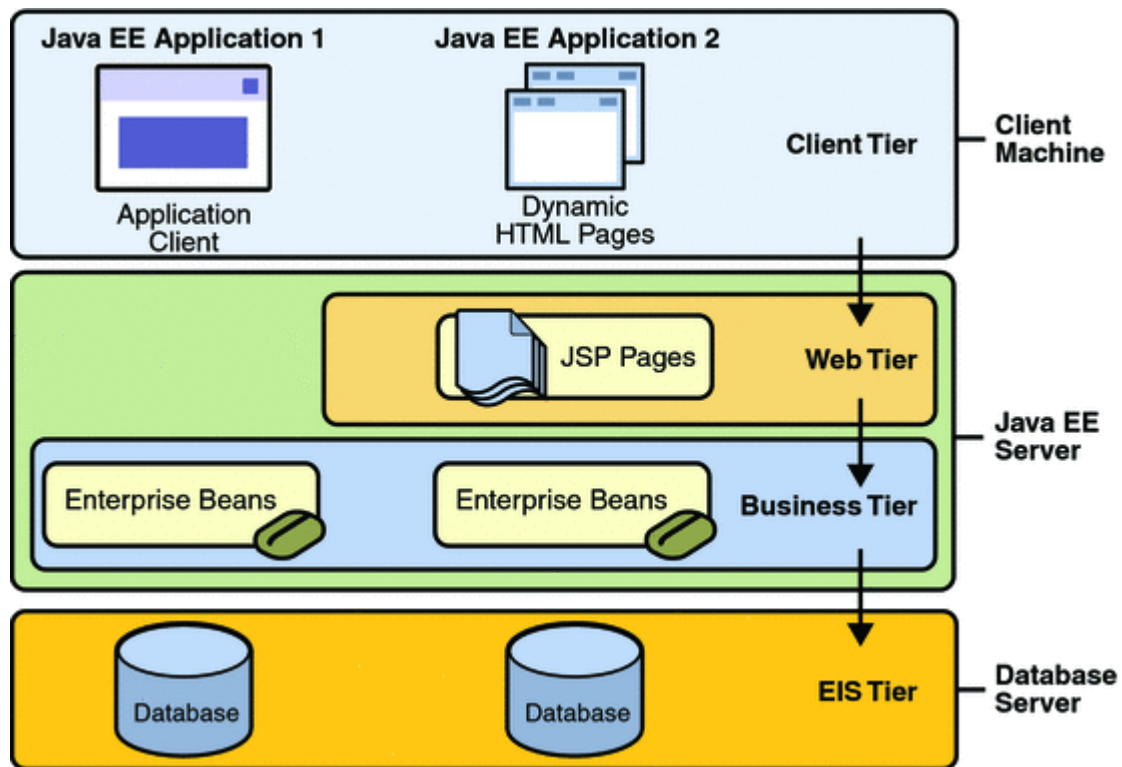 Java EE Application 1
Java EE Application 2
Application
Client
Dynamic
HTML Pages
Client Tier
Client
Machine
JSP Pages
Web Tier
Java EE
Server
Enterprise Beans
Enterprise Beans
Business Tier
Database
Database
EIS Tier
Database
Server